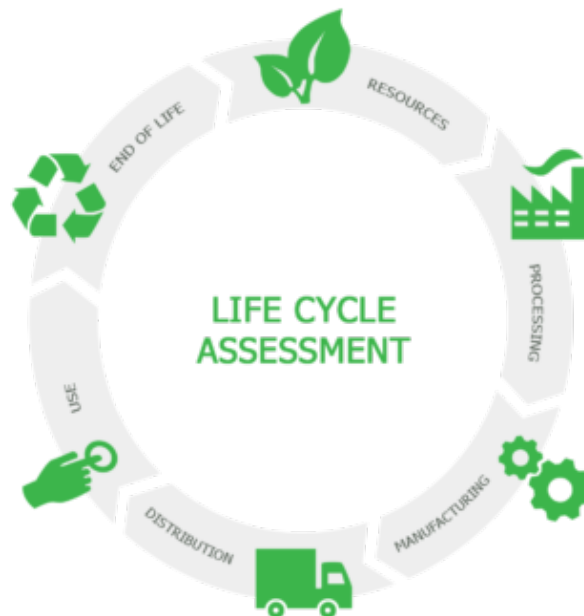 LIFE CYCLE
ASSESSMENT
RESOURCES
PROCESSING
MANUFACTURING
DISTRIBUTION
USE
END OF LIFE